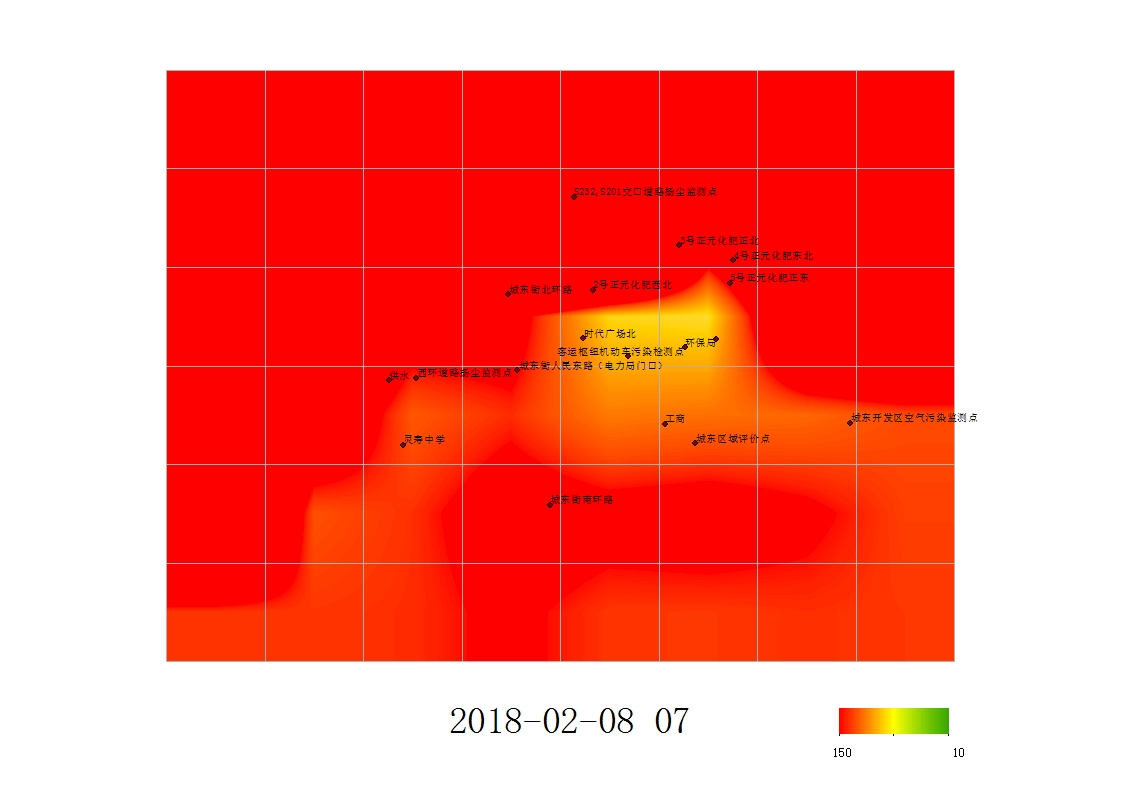 S232,S201交口道路扬尘监测点
3号正元化肥正北
4号正元化肥东北
5号正元化肥正东
2号正元化肥西北
城东街北环路
时代广场北
环保局
客运枢纽机动车污染检测点
城东街人民东路（电力局门口）
洪水
西环道路扬尘监测点
工商
城东开发区空气污染监测点
灵寿中学
城东区域评价点
城东街南环路
2018-02-08 07
150
10